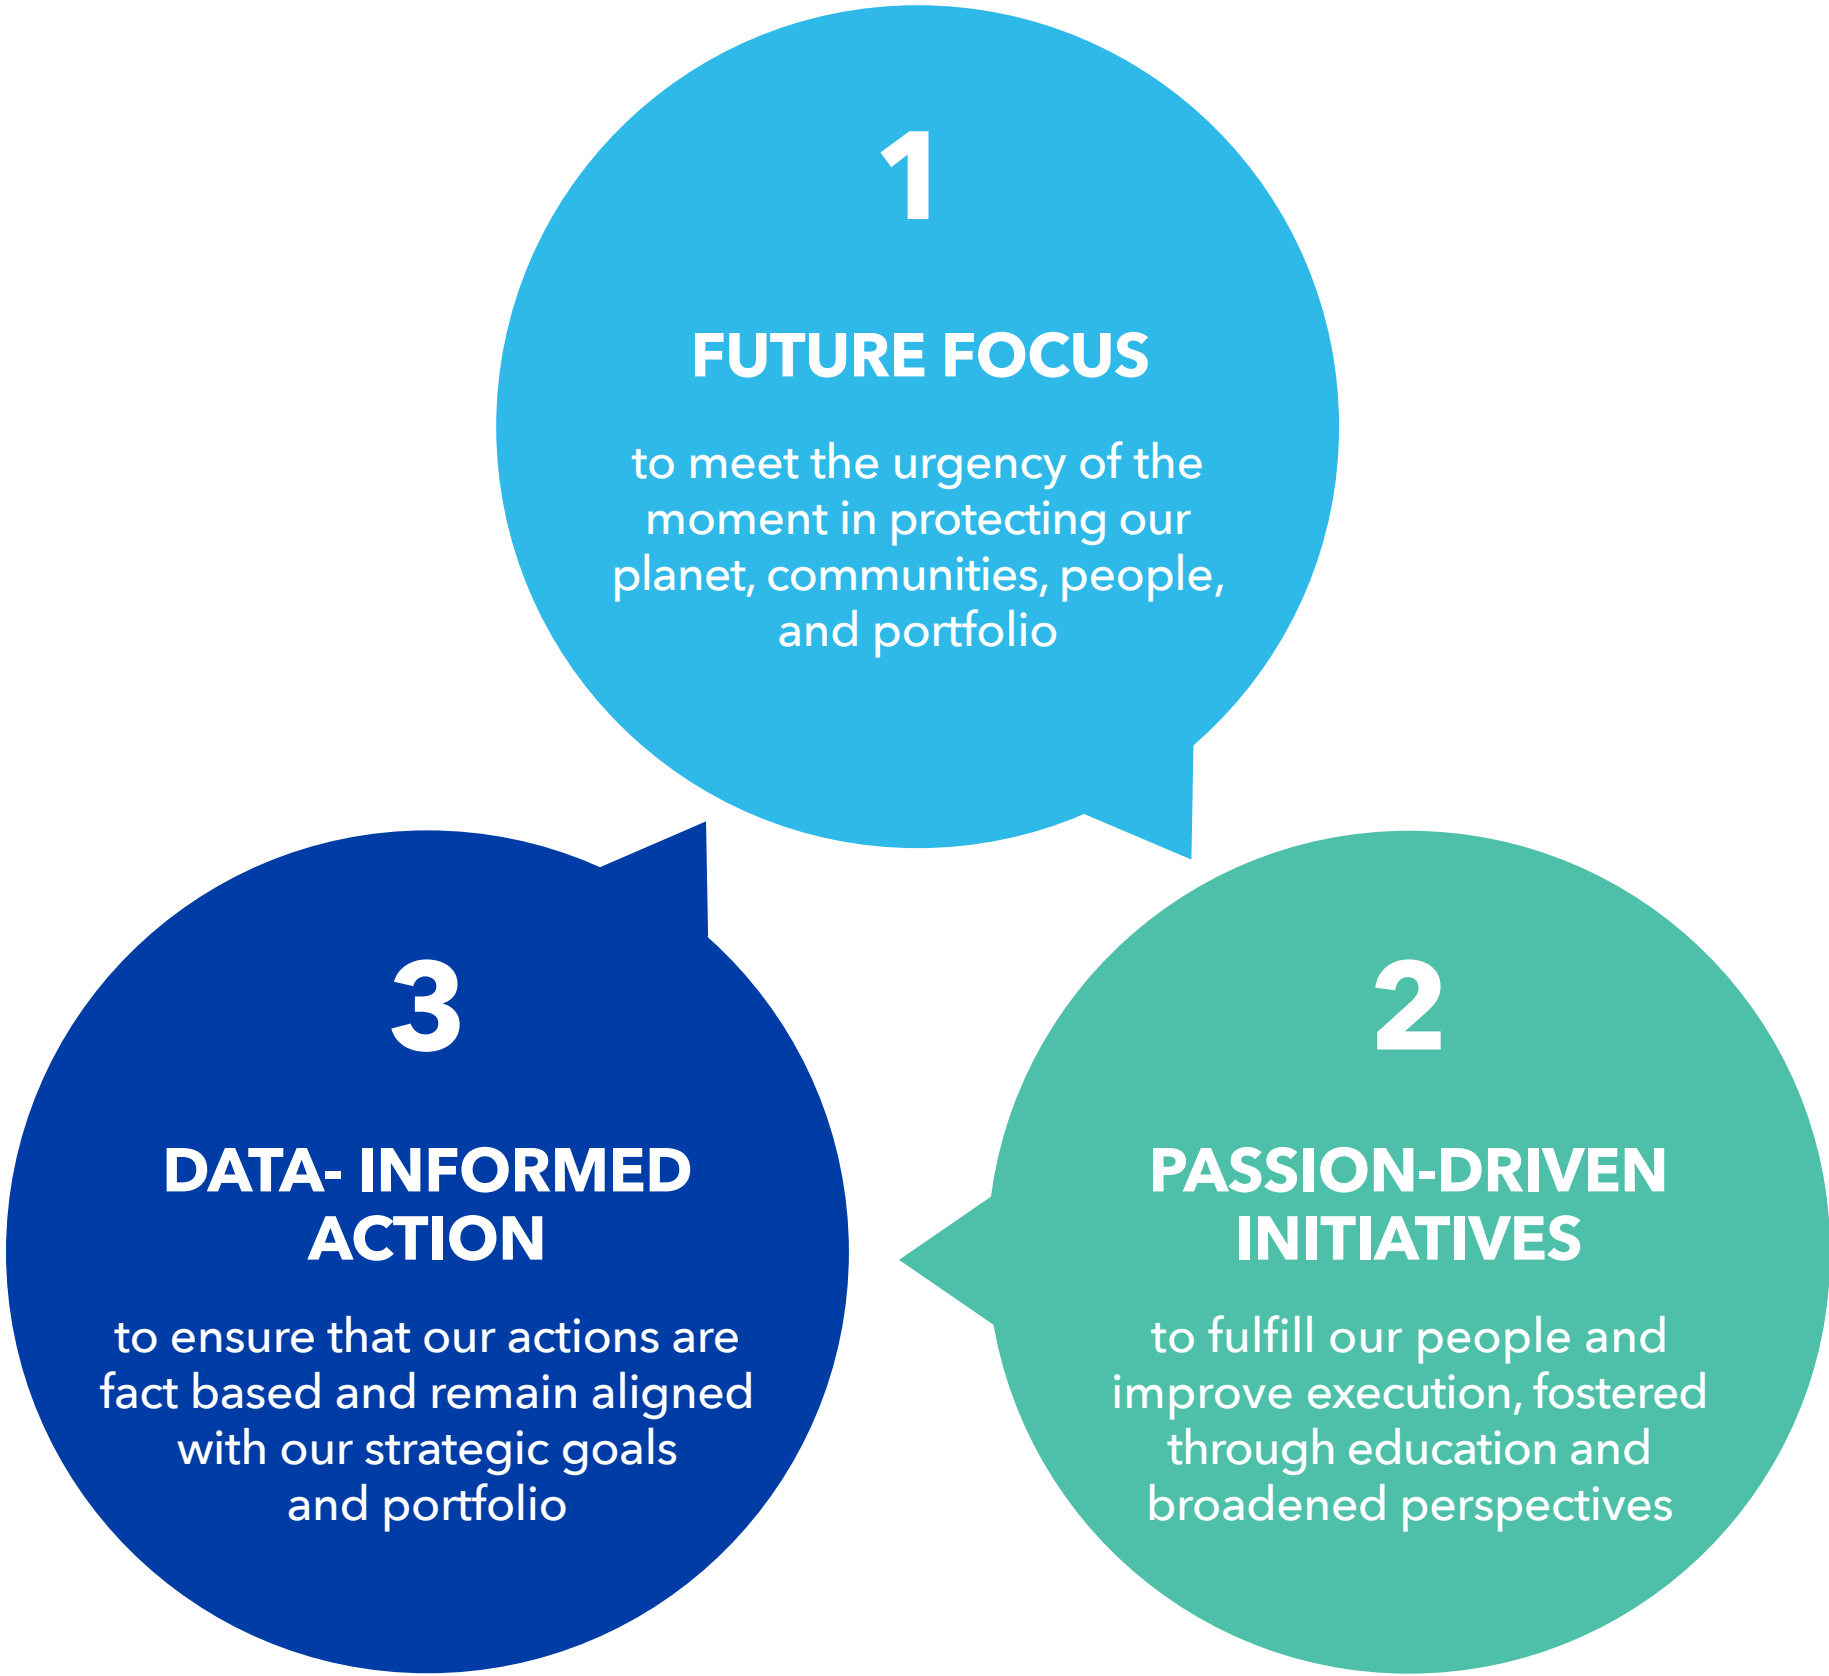 1
FUTURE FOCUS
to meet the urgency of the
moment in protecting our
planet, communities, people,
and portfolio
2
PASSION-DRIVEN
INITIATIVES
to fulfill our people and
improve execution, fostered
through education and
broadened perspectives
3
DATA- INFORMED
ACTION
to ensure that our actions are
fact based and remain aligned
with our strategic goals
and portfolio